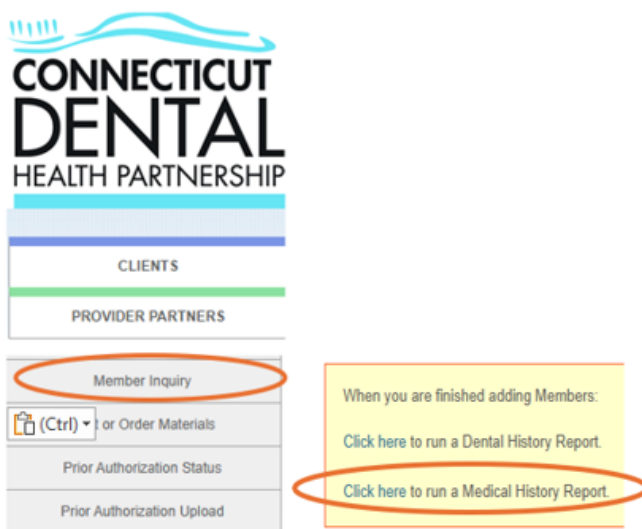 CONNECTICUT
DENTAL
HEALTH PARTNERSHIP
CLIENTS
PROVIDER PARTNERS
Member Inquiry
(Ctrl)
or Order Materials
Prior Authorization Status
Prior Authorization Upload
When you are finished adding Members:
Click here to run a Dental History Report.
Click here to run a Medical History Report.